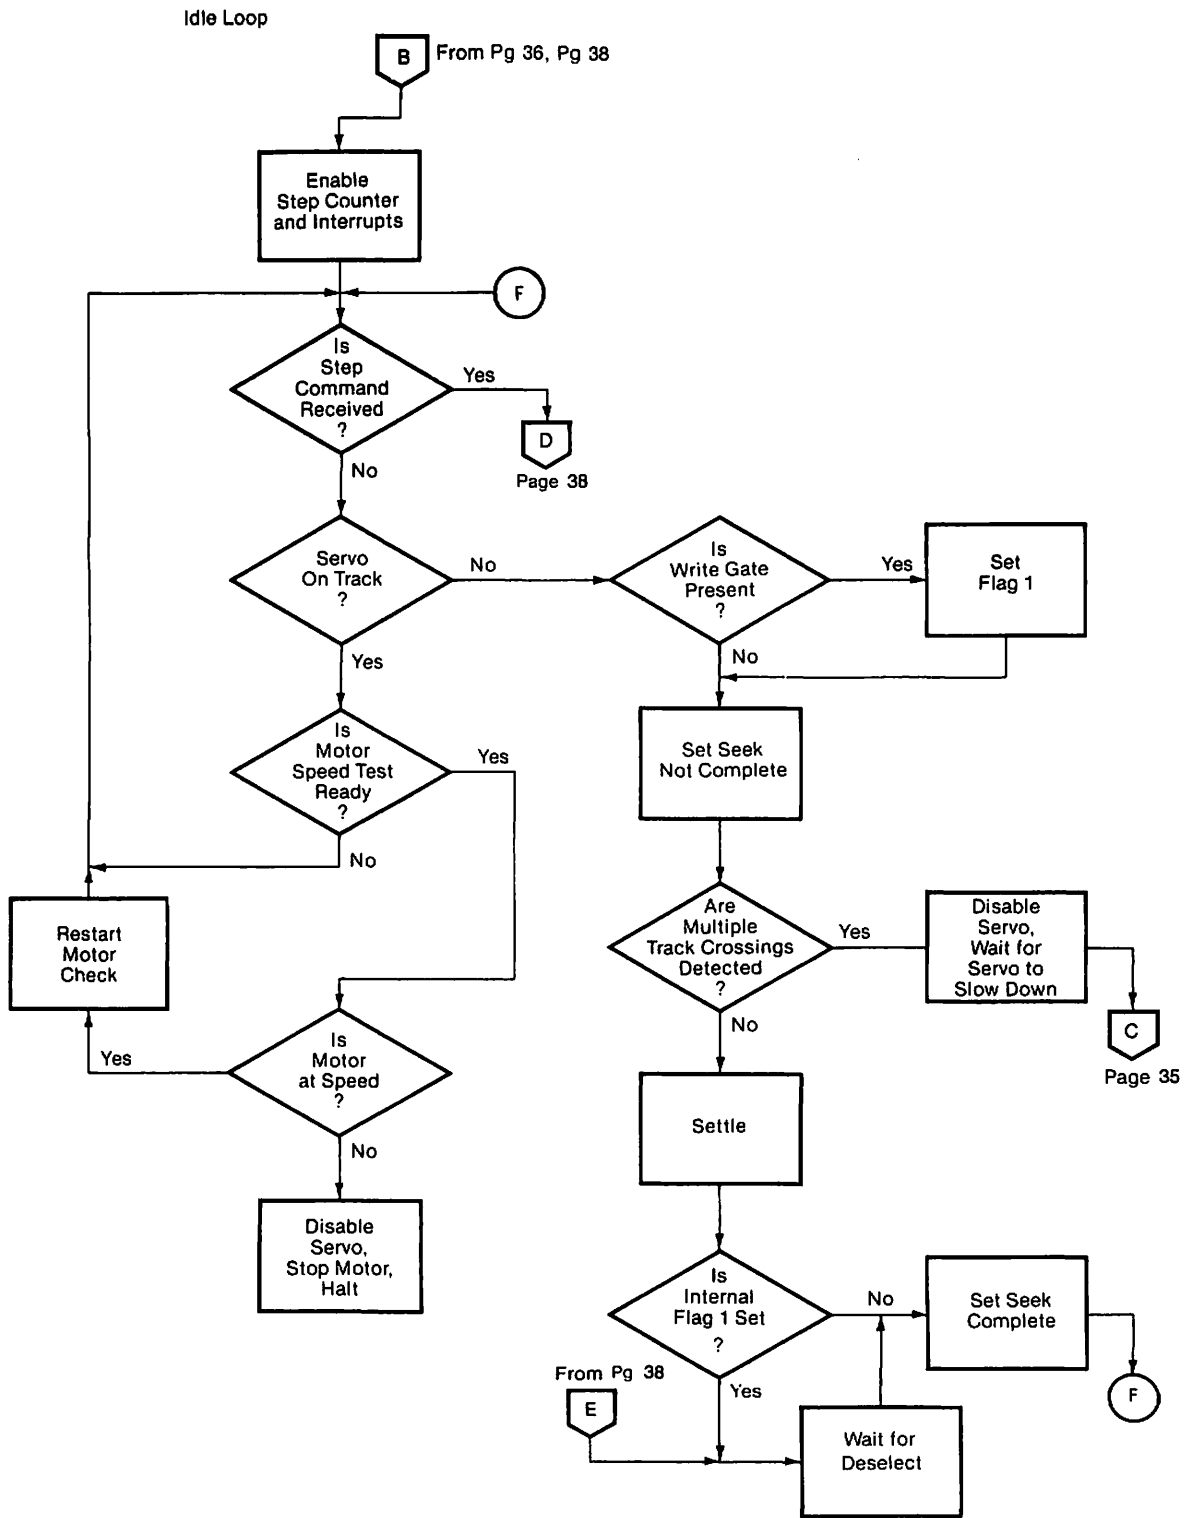 Idle Loop
B
From Pg 36, Pg 38
Enable
Step Counter
and Interrupts
F
Is
Step
Command
Received
?
Yes
D
Page 38
No
Servo
On Track
?
No
Is
Write Gate
Present
?
Yes
Set
Flag 1
Yes
No
Is
Motor
Speed Test
Ready
?
Yes
No
Set Seek
Not Complete
Restart
Motor
Check
Are
Multiple
Track Crossings
Detected
?
Yes
Disable
Servo,
Wait for
Servo to
Slow Down
C
Page 35
No
Is
Motor
at Speed
?
Yes
No
Settle
Disable
Servo,
Stop Motor,
Halt
Is
Internal
Flag 1 Set
?
No
Set Seek
Complete
F
Yes
From Pg 38
E
Wait for
Deselect